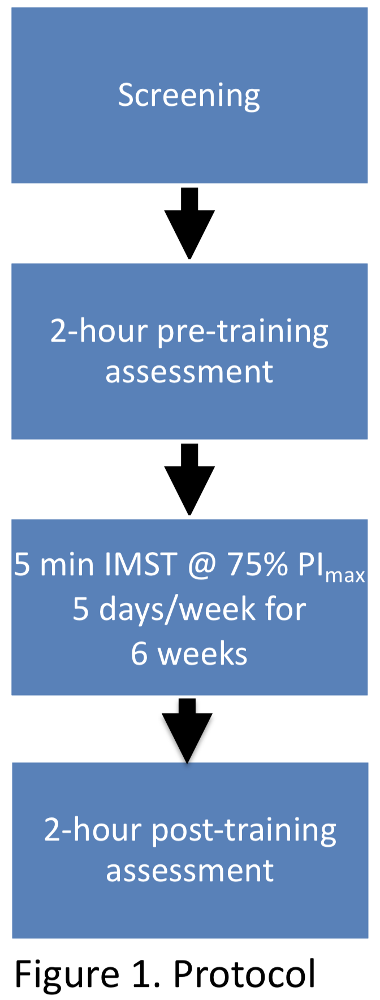 Screening
2-hour pre-training
assessment
5 min IMST @ 75% PImax
5 days/week for
6 weeks
2-hour post-training
assessment
Figure 1. Protocol